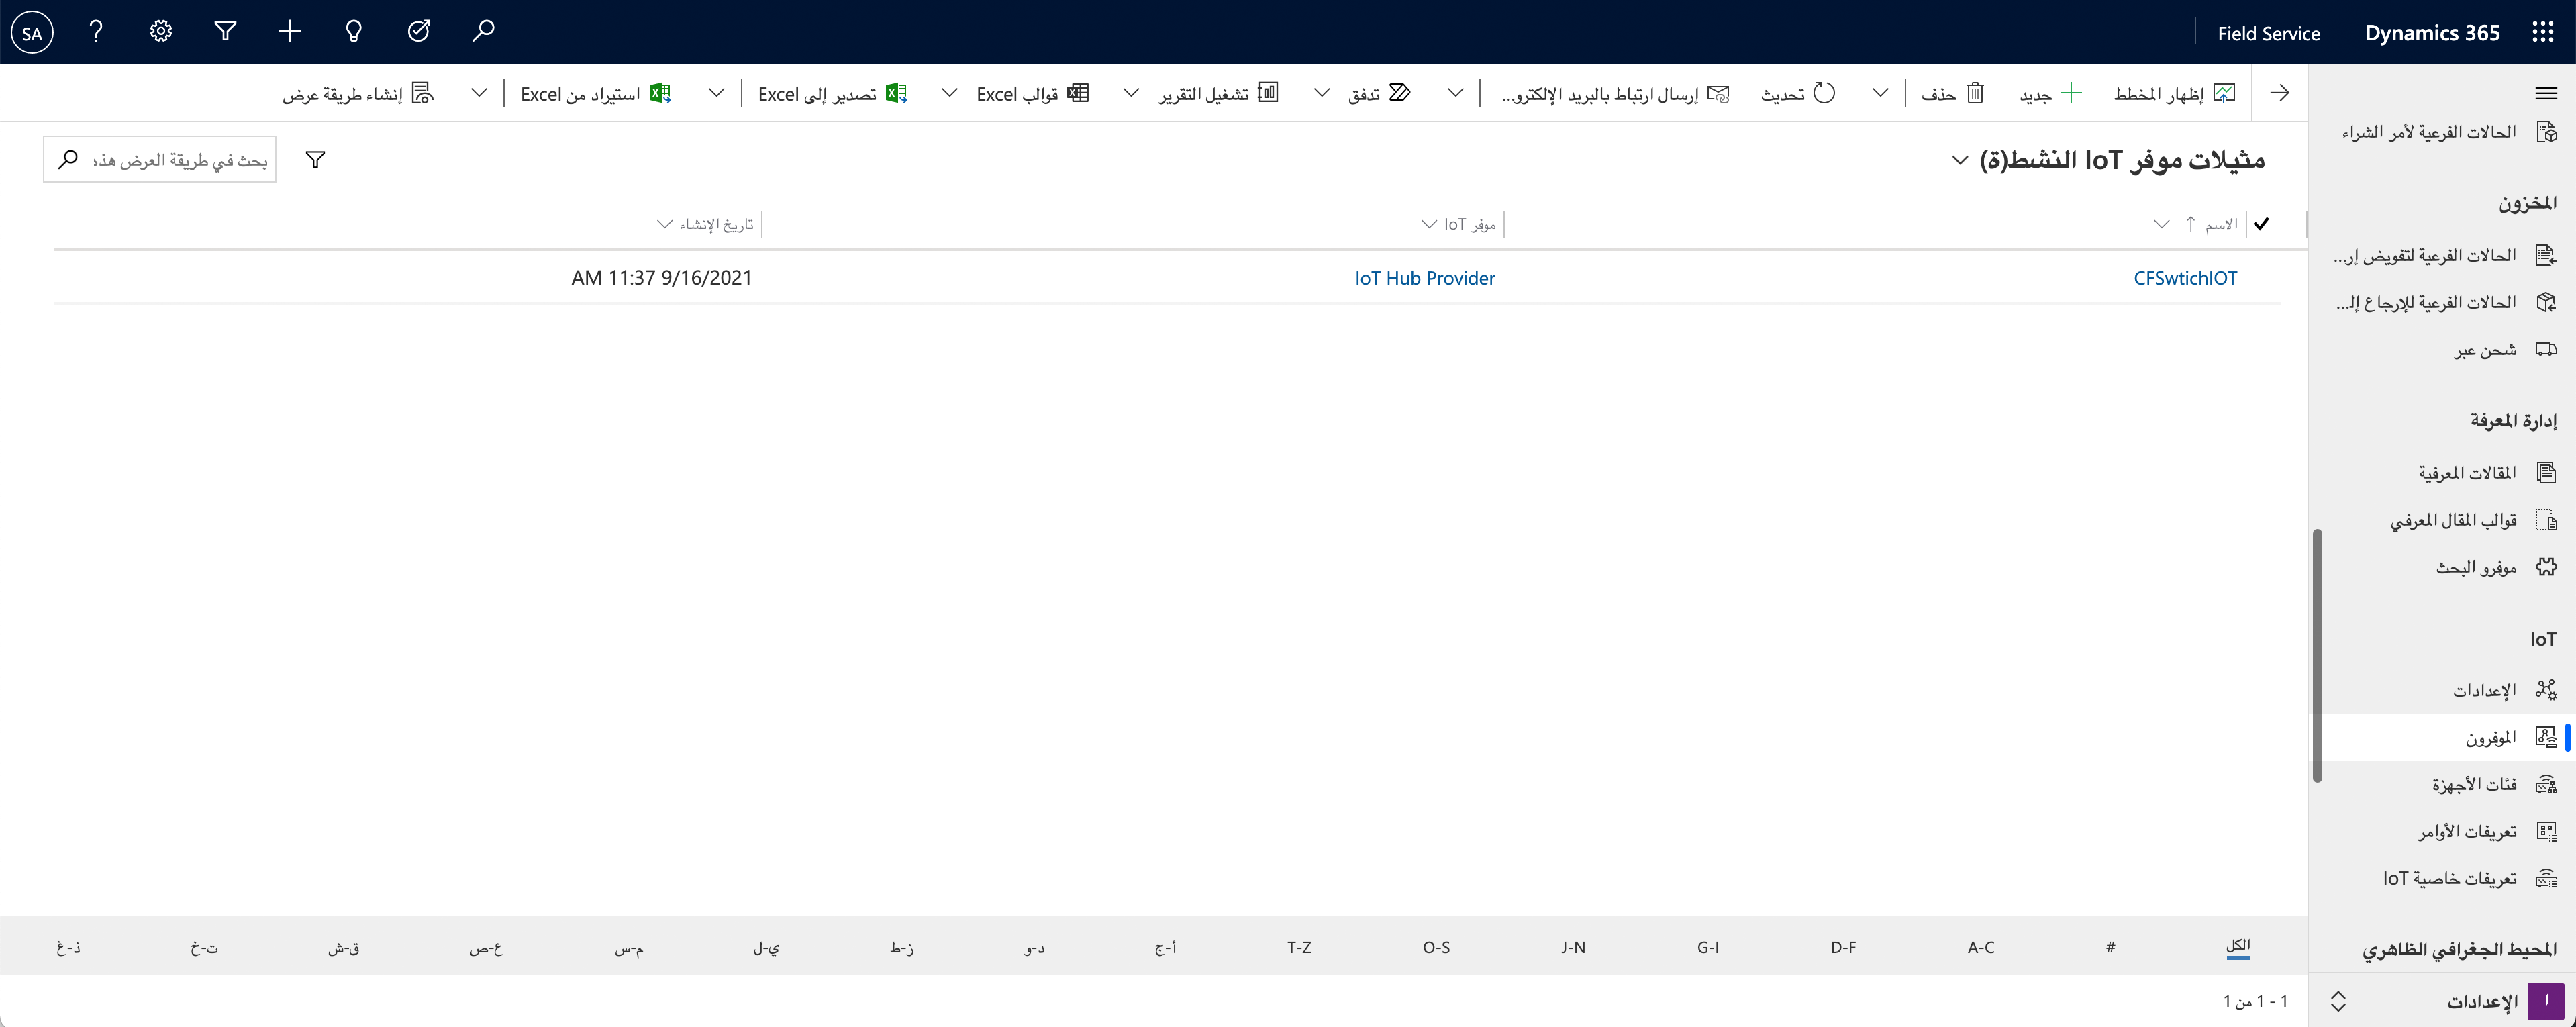 Dynamics 365
Field Service
SA
إظهار المخطط
جديد
حذف
تحديث
إرسال ارتباط بالبريد الإلكترو...
تدفق
تشغيل التقرير
قوالب Excel
تصدير إلى Excel
استيراد من Excel
إنشاء طريقة عرض
الحالات الفرعية لأمر الشراء
المخزون
الحالات الفرعية لتفويض إر...
الحالات الفرعية للإرجاع إلـ...
شحن عبر
إدارة المعرفة
المقالات المعرفية
قوالب المقال المعرفي
موفرو البحث
IoT
الإعدادات
الموفرون
فئات الأجهزة
تعريفات الأوامر
تعريفات خاصية IoT
المحيط الجغرافي الظاهري
ا الإعدادات
مثيلات موفر IoT النشط(ة)
بحث في طريقة العرض هذه
الاسم
موفر IoT
تاريخ الإنشاء
CFSwtichIOT
IoT Hub Provider
AM 11:37 9/16/2021
الكل # A-C D-F G-I J-N O-S T-Z أ-ج د-و ز-ط ي-ل م-س ع-ص ق-ش ت-خ ذ-غ
1 - 1 من 1